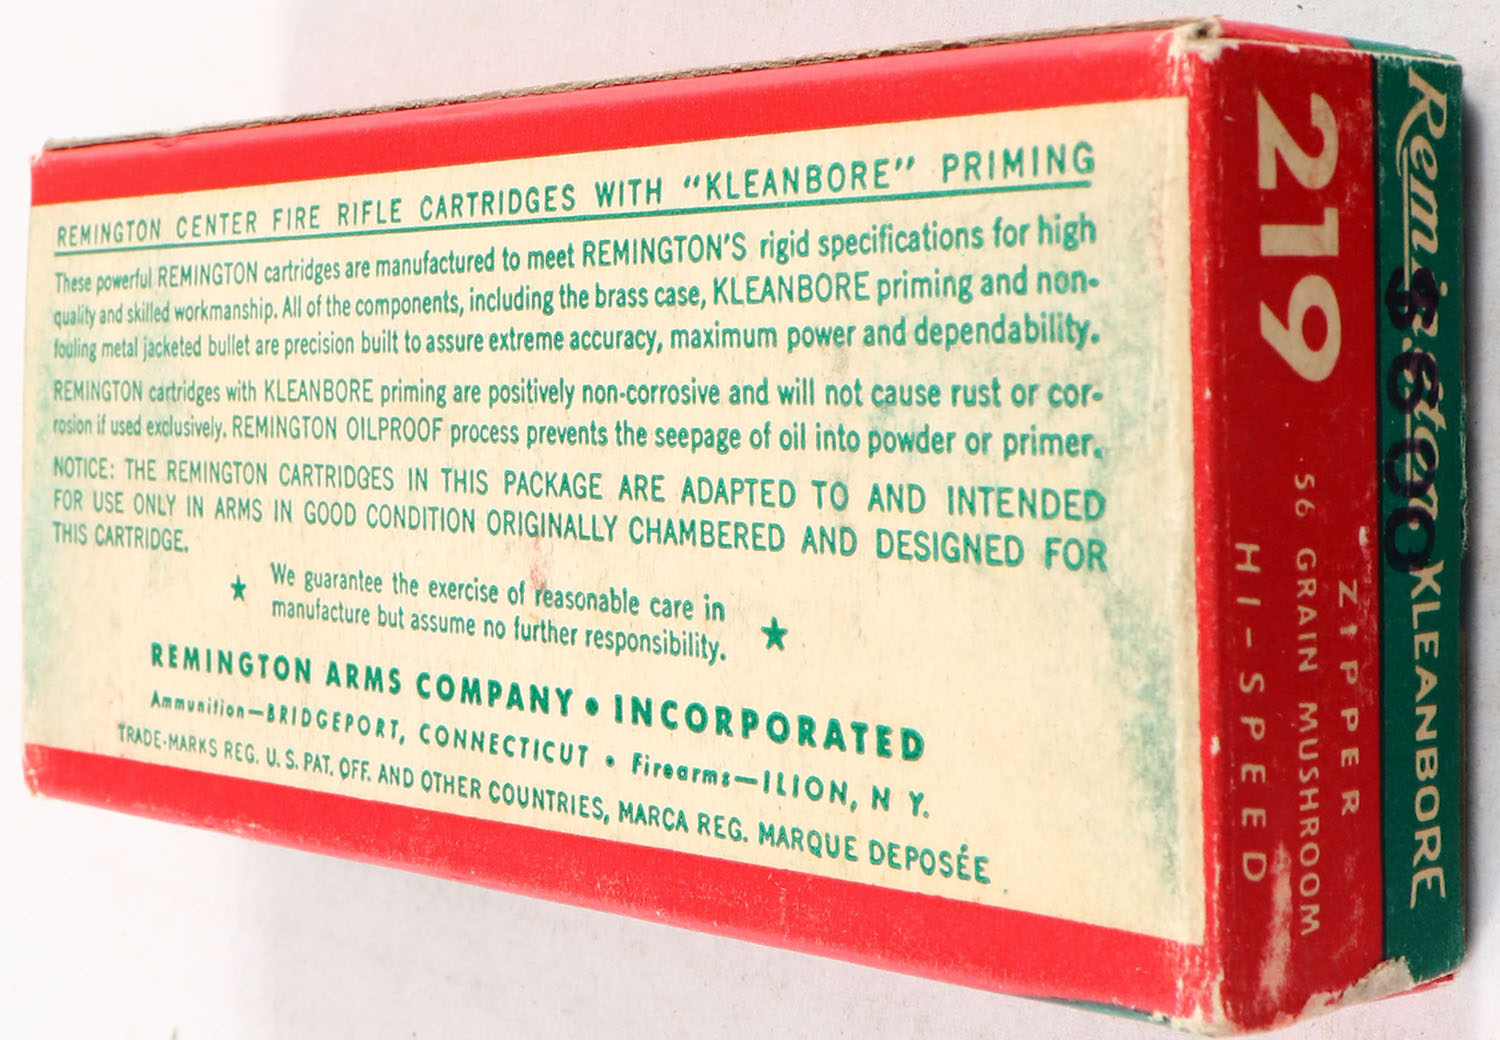 REMINGTON CENTER FIRE RIFLE CARTRIDGES WITH “KLEANBORE” PRIMING
These powerful REMINGTON cartridges are manufactured to meet REMINGTON'S rigid specifications for high
quality and skilled workmanship. All of the components, including the brass case, KLEANBORE priming and non-
fouling metal jacketed bullet are precision built to assure extreme accuracy, maximum power and dependability.
REMINGTON cartridges with KLEANBORE priming are positively non-corrosive and will not cause rust or cor-
rosion if used exclusively. REMINGTON OILPROOF process prevents the seepage of oil into powder or primer.
NOTICE: THE REMINGTON CARTRIDGES IN THIS PACKAGE ARE ADAPTED TO AND INTENDED
FOR USE ONLY IN ARMS IN GOOD CONDITION ORIGINALLY CHAMBERED AND DESIGNED FOR
THIS CARTRIDGE.
★ We guarantee the exercise of reasonable care in
manufacture but assume no further responsibility. ★
REMINGTON ARMS COMPANY • INCORPORATED
Ammunition—BRIDGEPORT, CONNECTICUT • Firearms—ILION, N Y.
TRADE-MARKS REG. U. S. PAT. OFF. AND OTHER COUNTRIES, MARCA REG. MARQUE DEPOSÉE
Remington KLEANBORE
219 ZIPPER
56 GRAIN MUSHROOM
HI-SPEED